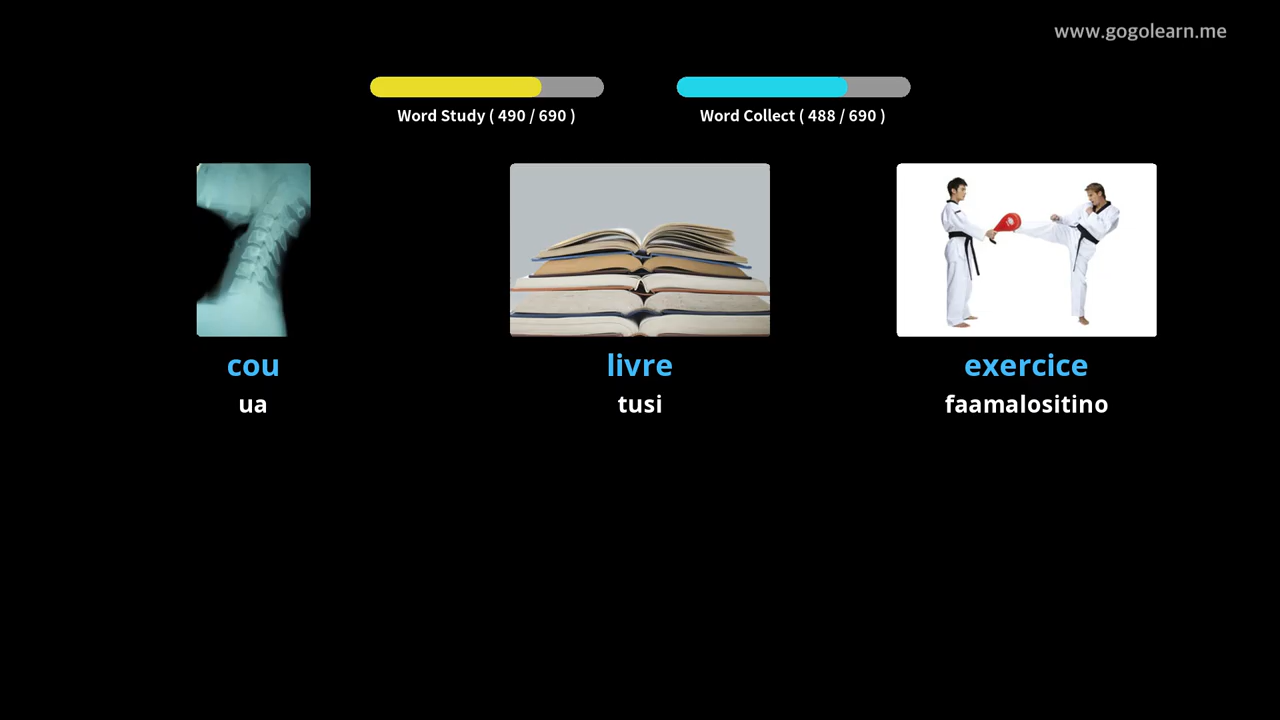 www.gogolearn.me
Word Study ( 490 / 690 )
Word Collect ( 488 / 690 )
cou
ua
livre
tusi
exercice
faamalositino